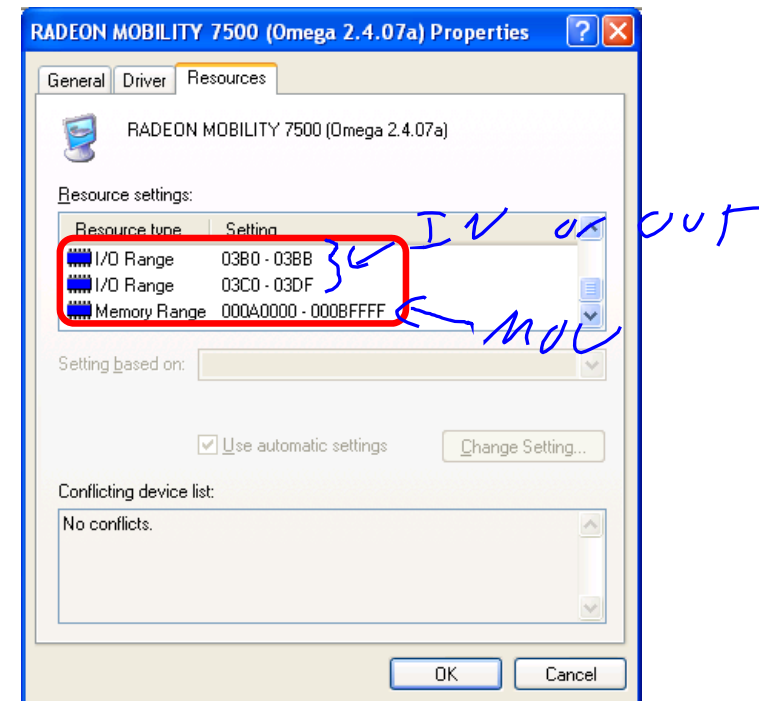 RADEON MOBILITY 7500 (Omega 2.4.07a) Properties
General Driver Resources
RADEON MOBILITY 7500 (Omega 2.4.07a)
Resource settings:
Resource type Setting
IN or OUT
I/O Range 03B0 - 03BB
I/O Range 03C0 - 03DF
Memory Range 000A0000 - 000BFFFF
MOV
Setting based on:
Use automatic settings Change Setting...
Conflicting device list:
No conflicts.
OK Cancel